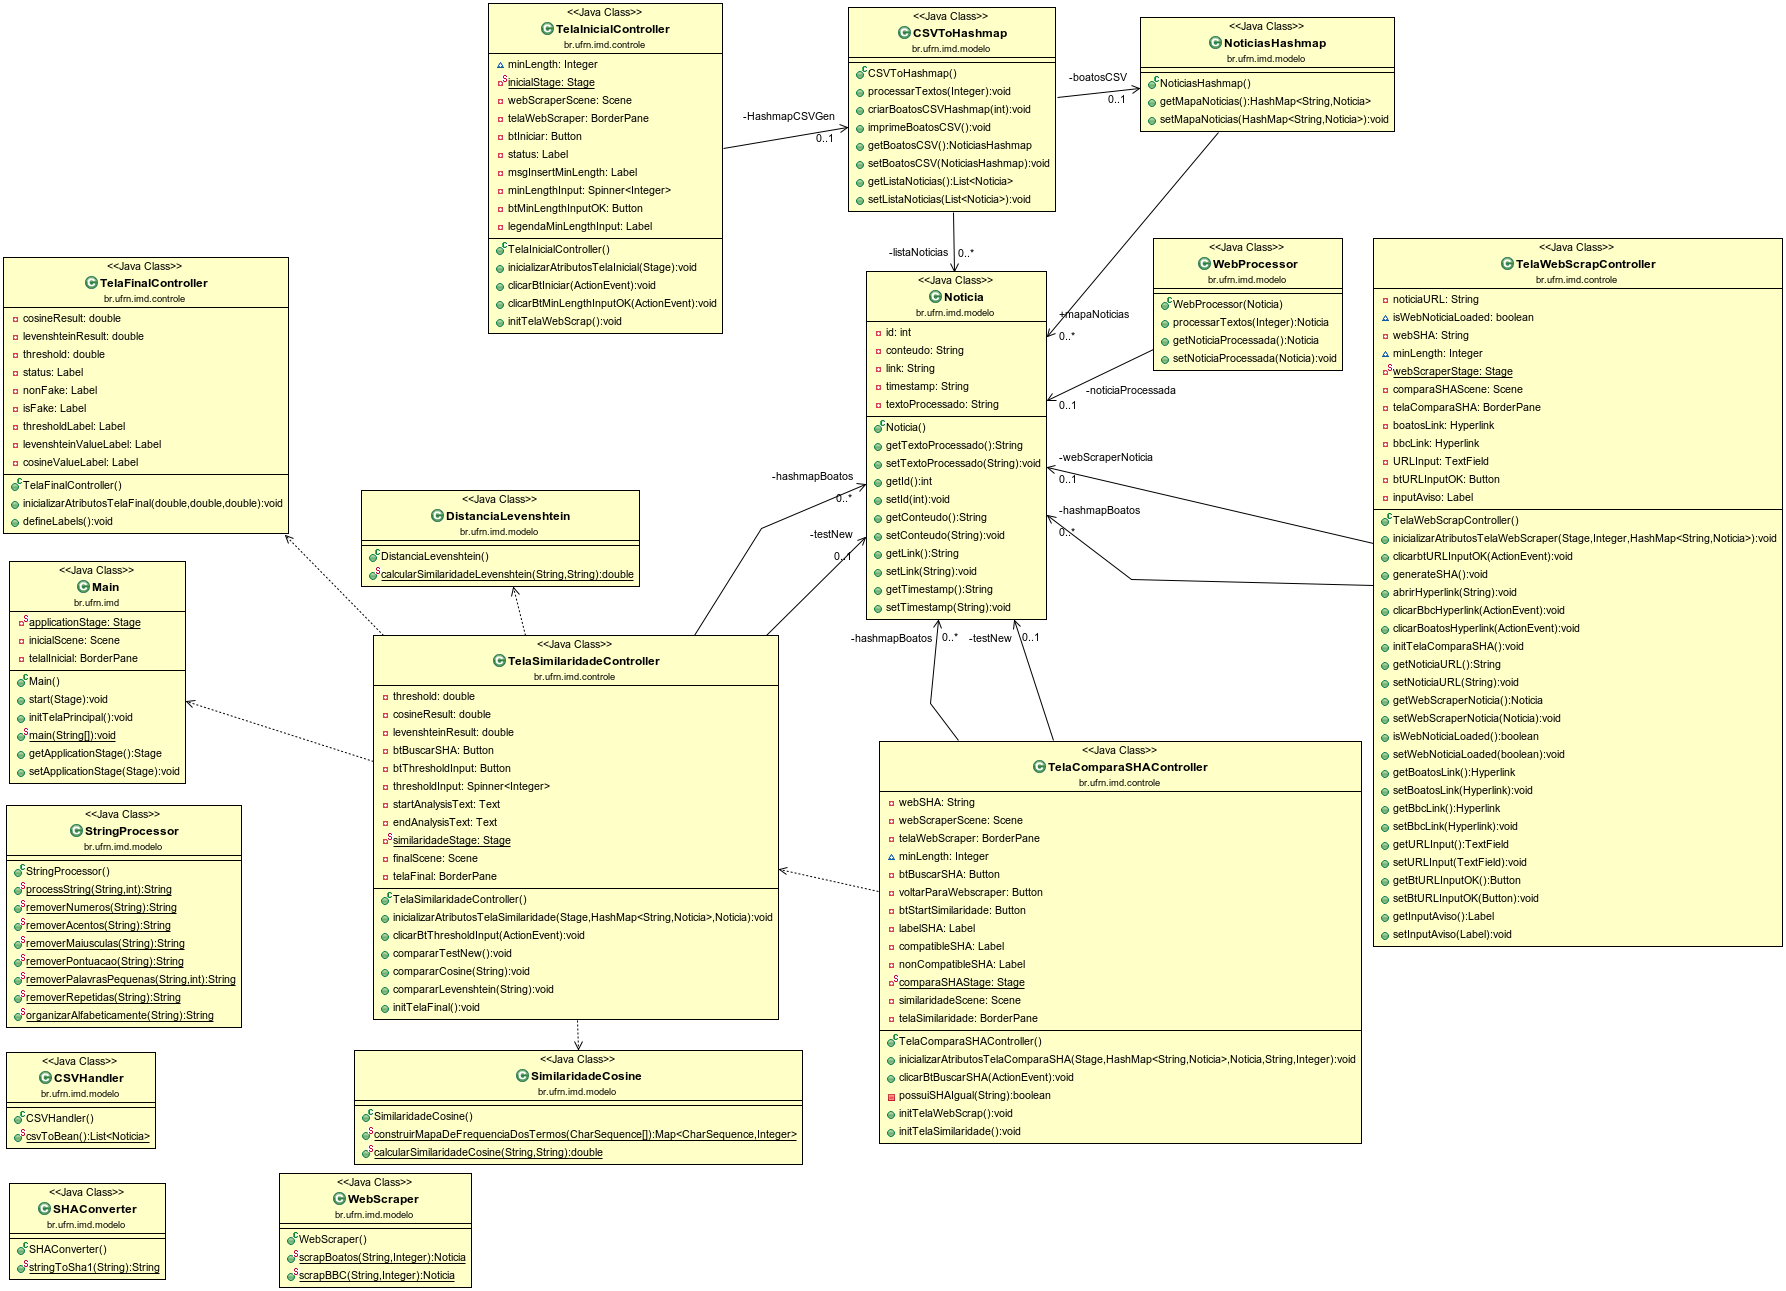 <<Java Class>>
TelaInicialController
br.ufrn.imd.controle
minLength: Integer
inicialStage: Stage
webScraperScene: Scene
telaWebScraper: BorderPane
btIniciar: Button
status: Label
msgInsertMinLength: Label
minLengthInput: Spinner<Integer>
btMinLengthInputOK: Button
legendaMinLengthInput: Label
TelaInicialController()
inicializarAtributosTelaInicial(Stage):void
clicarBtIniciar(ActionEvent):void
clicarBtMinLengthInputOK(ActionEvent):void
initTelaWebScrap():void
-HashmapCSVGen
0..1
<<Java Class>>
CSVToHashmap
br.ufrn.imd.modelo
CSVToHashmap()
processarTextos(Integer):void
criarBoatosCSVHashmap(int):void
imprimeBoatosCSV():void
getBoatosCSV():NoticiasHashmap
setBoatosCSV(NoticiasHashmap):void
getListaNoticias():List<Noticia>
setListaNoticias(List<Noticia>):void
-boatosCSV
0..1
<<Java Class>>
NoticiasHashmap
br.ufrn.imd.modelo
NoticiasHashmap()
getMapaNoticias():HashMap<String,Noticia>
setMapaNoticias(HashMap<String,Noticia>):void
-listaNoticias
0..*
+mapaNoticias
0..*
<<Java Class>>
TelaFinalController
br.ufrn.imd.controle
cosineResult: double
levenshteinResult: double
threshold: double
status: Label
nonFake: Label
isFake: Label
thresholdLabel: Label
levenshteinValueLabel: Label
cosineValueLabel: Label
TelaFinalController()
inicializarAtributosTelaFinal(double,double,double):void
defineLabels():void
<<Java Class>>
Noticia
br.ufrn.imd.modelo
id: int
conteudo: String
link: String
timestamp: String
textoProcessado: String
Noticia()
getTextoProcessado():String
setTextoProcessado(String):void
getId():int
setId(int):void
getConteudo():String
setConteudo(String):void
getLink():String
setLink(String):void
getTimestamp():String
setTimestamp(String):void
<<Java Class>>
WebProcessor
br.ufrn.imd.modelo
WebProcessor(Noticia)
processarTextos(Integer):Noticia
getNoticiaProcessada():Noticia
setNoticiaProcessada(Noticia):void
-noticiaProcessada
0..1
<<Java Class>>
TelaWebScrapController
br.ufrn.imd.controle
noticiaURL: String
isWebNoticiaLoaded: boolean
webSHA: String
minLength: Integer
webScraperStage: Stage
comparaSHAScene: Scene
telaComparaSHA: BorderPane
boatosLink: Hyperlink
bbcLink: Hyperlink
URLInput: TextField
btURLInputOK: Button
inputAviso: Label
TelaWebScrapController()
inicializarAtributosTelaWebScraper(Stage,Integer,HashMap<String,Noticia>):void
clicarbtURLInputOK(ActionEvent):void
generateSHA():void
abrirHyperlink(String):void
clicarBbcHyperlink(ActionEvent):void
clicarBoatosHyperlink(ActionEvent):void
initTelaComparaSHA():void
getNoticiaURL():String
setNoticiaURL(String):void
getWebScraperNoticia():Noticia
setWebScraperNoticia(Noticia):void
isWebNoticiaLoaded():boolean
setWebNoticiaLoaded(boolean):void
getBoatosLink():Hyperlink
setBoatosLink(Hyperlink):void
getBbcLink():Hyperlink
setBbcLink(Hyperlink):void
getURLInput():TextField
setURLInput(TextField):void
getBtURLInputOK():Button
setBtURLInputOK(Button):void
getInputAviso():Label
setInputAviso(Label):void
-webScraperNoticia
0..1
-hashmapBoatos
0..*
-hashmapBoatos
0..*
-testNew
0..1
<<Java Class>>
DistanciaLevenshtein
br.ufrn.imd.modelo
DistanciaLevenshtein()
calcularSimilaridadeLevenshtein(String,String):double
<<Java Class>>
Main
br.ufrn.imd
applicationStage: Stage
inicialScene: Scene
telaIInicial: BorderPane
Main()
start(Stage):void
initTelaPrincipal():void
main(String[]):void
getApplicationStage():Stage
setApplicationStage(Stage):void
<<Java Class>>
TelaSimilaridadeController
br.ufrn.imd.controle
threshold: double
cosineResult: double
levenshteinResult: double
btBuscarSHA: Button
btThresholdInput: Button
thresholdInput: Spinner<Integer>
startAnalysisText: Text
endAnalysisText: Text
similaridadeStage: Stage
finalScene: Scene
telaFinal: BorderPane
TelaSimilaridadeController()
inicializarAtributosTelaSimilaridade(Stage,HashMap<String,Noticia>,Noticia):void
clicarBtThresholdInput(ActionEvent):void
compararTestNew():void
compararCosine(String):void
compararLevenshtein(String):void
initTelaFinal():void
-hashmapBoatos
0..*
-testNew
0..1
<<Java Class>>
TelaComparaSHAController
br.ufrn.imd.controle
webSHA: String
webScraperScene: Scene
telaWebScraper: BorderPane
minLength: Integer
btBuscarSHA: Button
voltarParaWebscraper: Button
btStartSimilaridade: Button
labelSHA: Label
compatibleSHA: Label
nonCompatibleSHA: Label
comparaSHAStage: Stage
similaridadeScene: Scene
telaSimilaridade: BorderPane
TelaComparaSHAController()
inicializarAtributosTelaComparaSHA(Stage,HashMap<String,Noticia>,Noticia,String,Integer):void
clicarBtBuscarSHA(ActionEvent):void
possuiSHAIgual(String):boolean
initTelaWebScrap():void
initTelaSimilaridade():void
<<Java Class>>
StringProcessor
br.ufrn.imd.modelo
StringProcessor()
processString(String,int):String
removerNumeros(String):String
removerAcentos(String):String
removerMaiusculas(String):String
removerPontuacao(String):String
removerPalavrasPequenas(String,int):String
removerRepetidas(String):String
organizarAlfabeticamente(String):String
<<Java Class>>
CSVHandler
br.ufrn.imd.modelo
CSVHandler()
csvToBean():List<Noticia>
<<Java Class>>
SimilaridadeCosine
br.ufrn.imd.modelo
SimilaridadeCosine()
construirMapaDeFrequenciaDosTermos(CharSequence[]):Map<CharSequence,Integer>
calcularSimilaridadeCosine(String,String):double
<<Java Class>>
SHAConverter
br.ufrn.imd.modelo
SHAConverter()
stringToSha1(String):String
<<Java Class>>
WebScraper
br.ufrn.imd.modelo
WebScraper()
scrapBoatos(String,Integer):Noticia
scrapBBC(String,Integer):Noticia